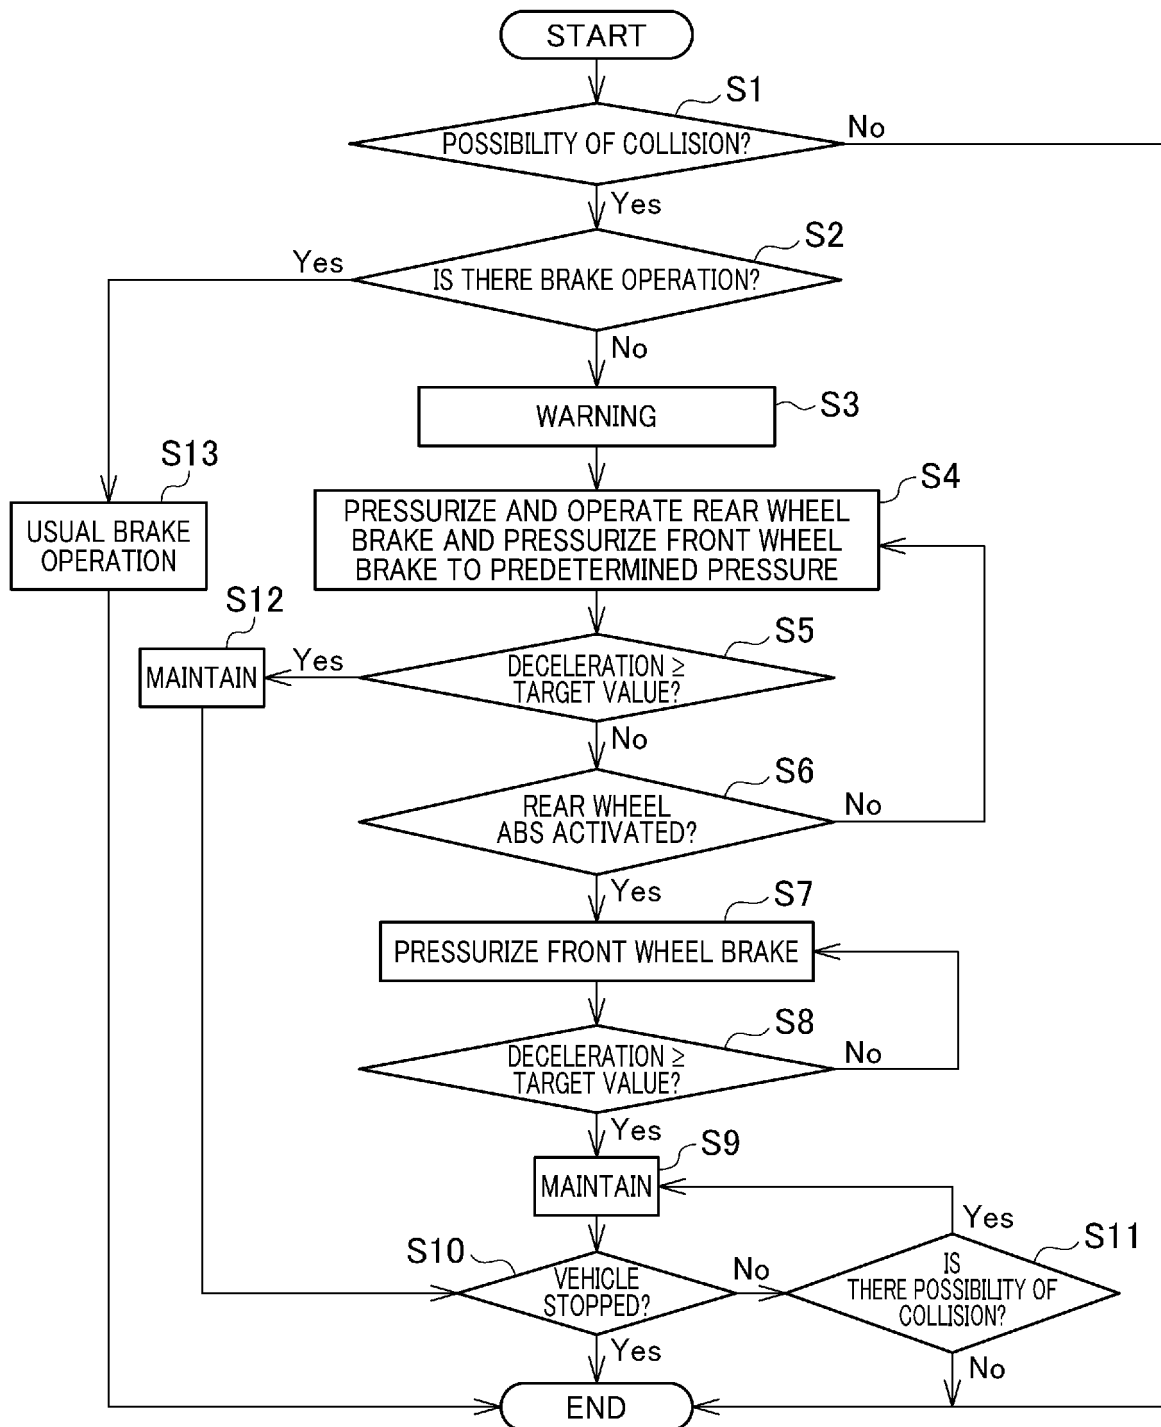 START
S1
POSSIBILITY OF COLLISION?
No
Yes
S2
Yes
IS THERE BRAKE OPERATION?
No
WARNING
S3
S13
USUAL BRAKE
OPERATION
S4
PRESSURIZE AND OPERATE REAR WHEEL
BRAKE AND PRESSURIZE FRONT WHEEL
BRAKE TO PREDETERMINED PRESSURE
S12
MAINTAIN
Yes
S5
DECELERATION ≥
TARGET VALUE?
No
S6
REAR WHEEL
ABS ACTIVATED?
No
Yes
S7
PRESSURIZE FRONT WHEEL BRAKE
S8
DECELERATION ≥
TARGET VALUE?
No
Yes
S9
MAINTAIN
S10
VEHICLE
STOPPED?
No
Yes
S11
IS
THERE POSSIBILITY OF
COLLISION?
Yes
No
END